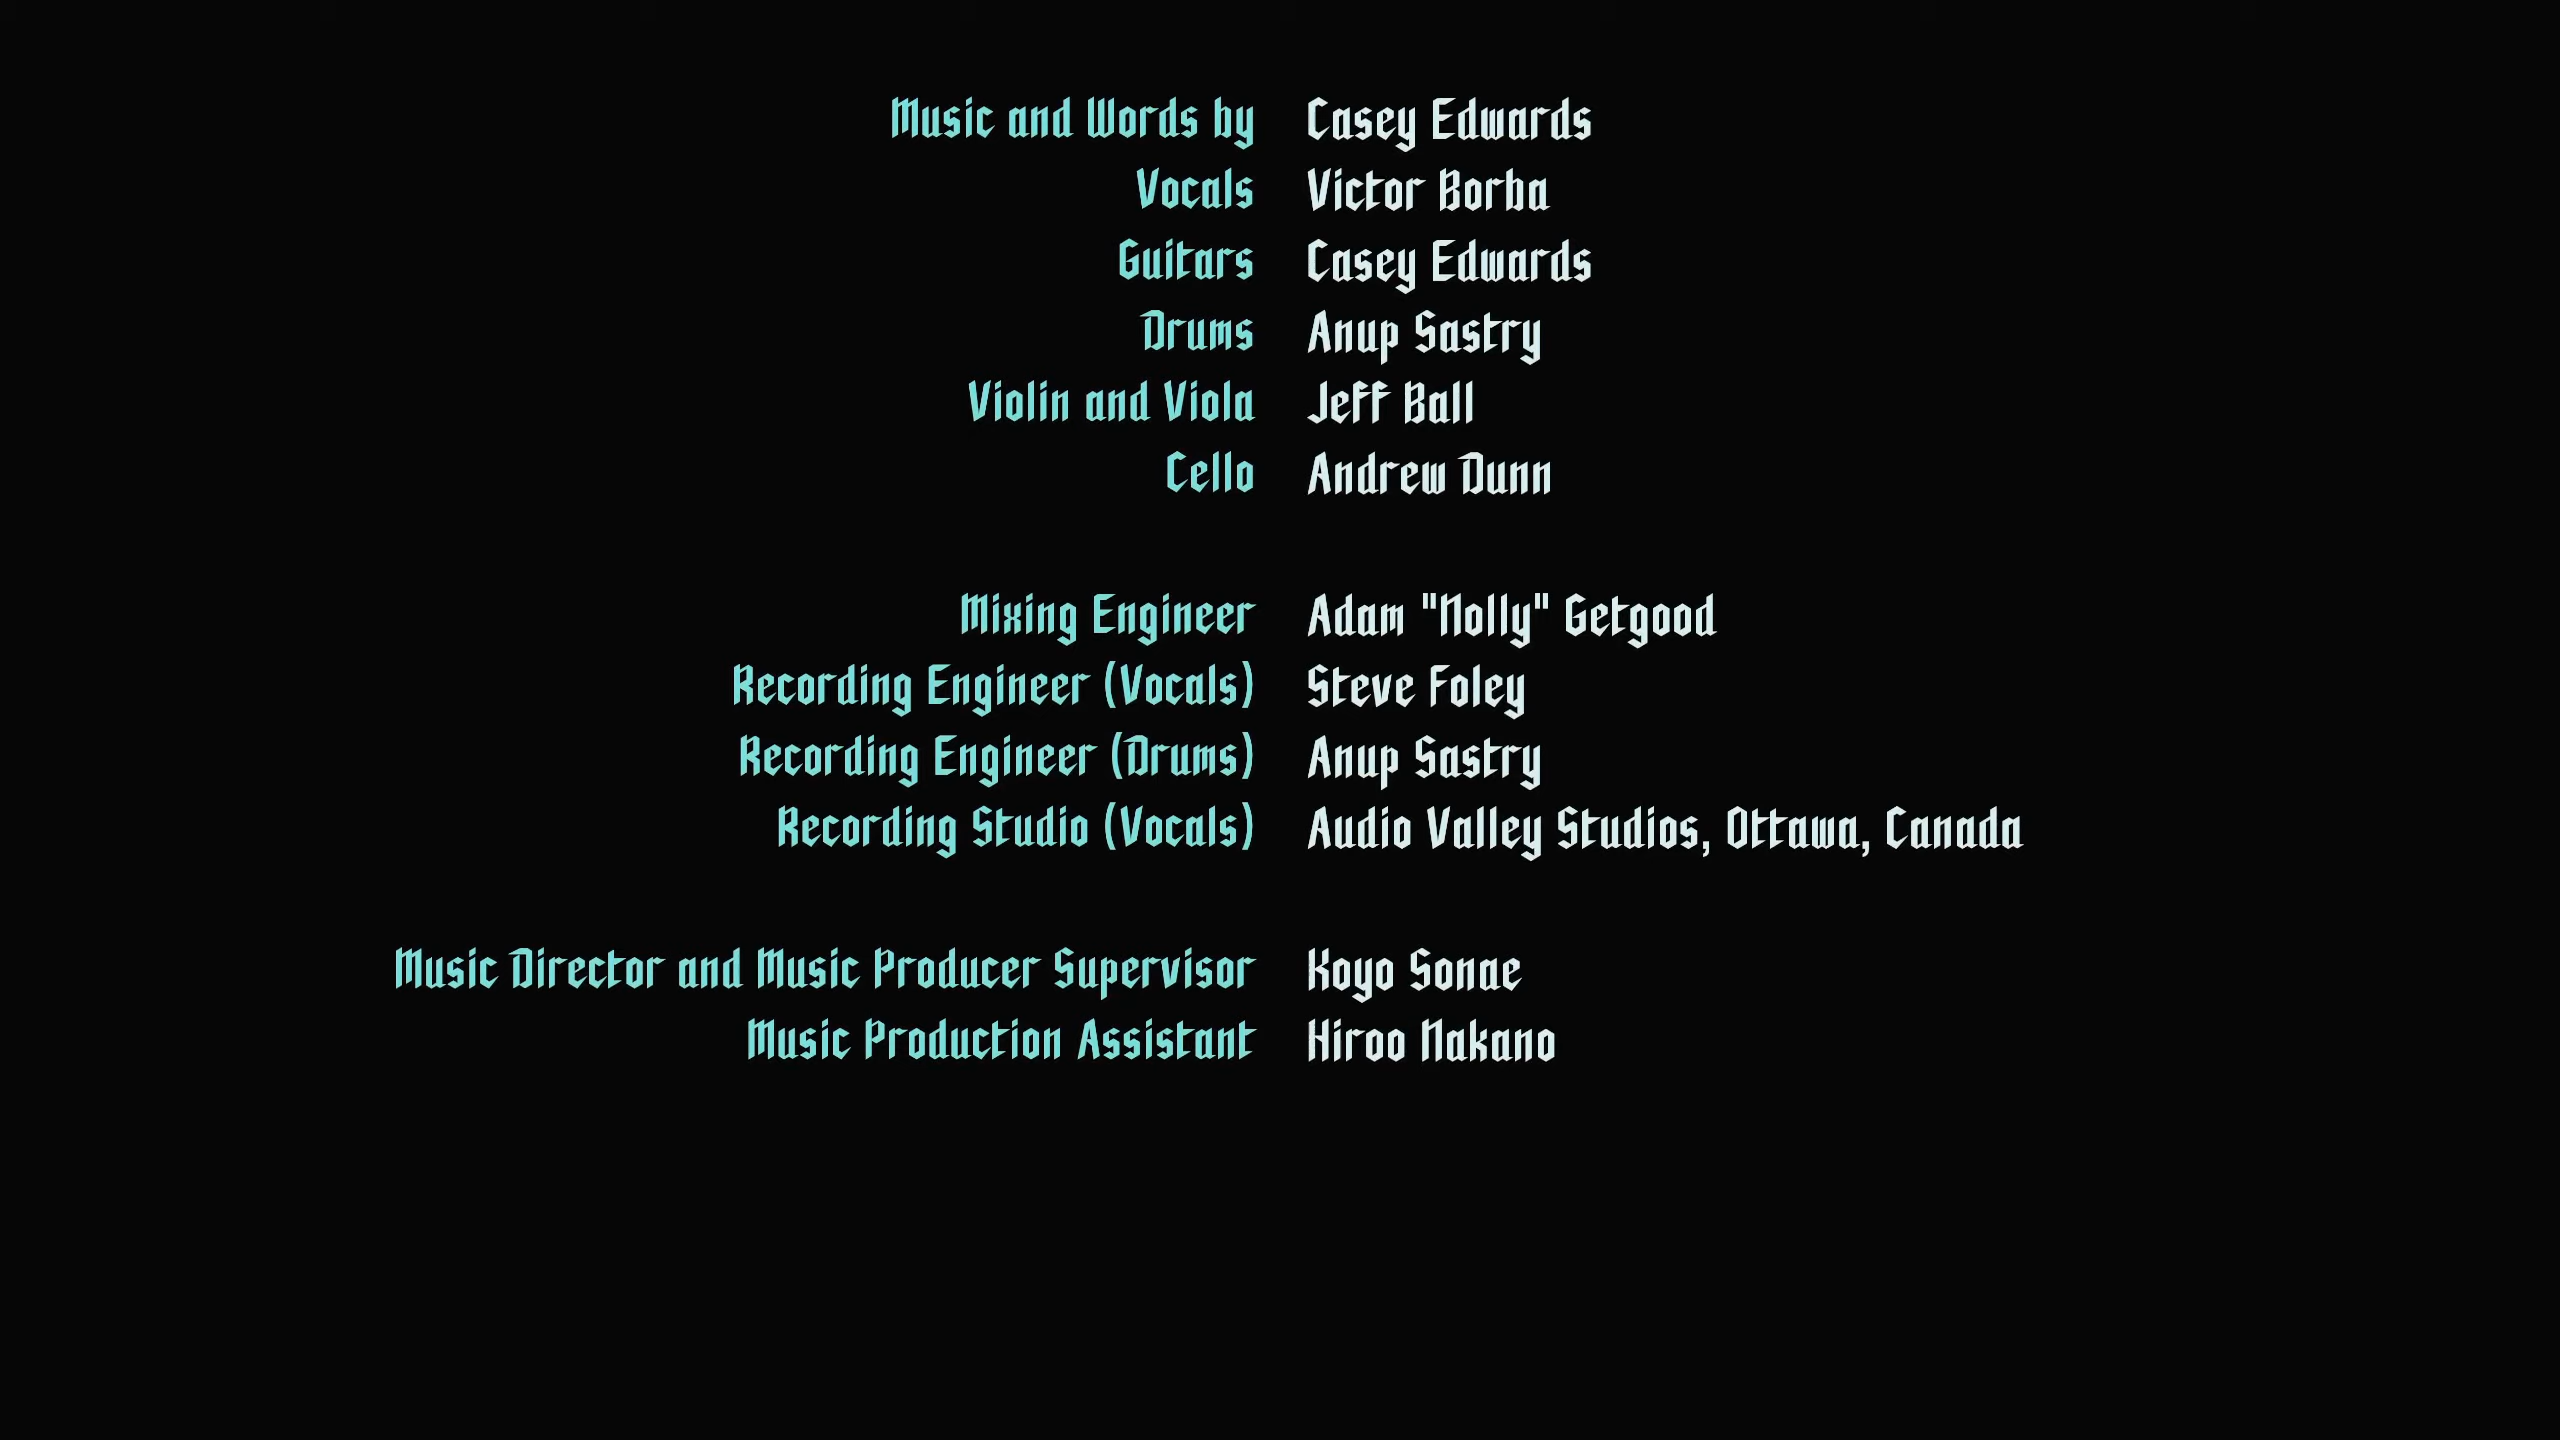 Music and Words by Casey Edwards
Vocals Victor Borba
Guitars Casey Edwards
Drums Anup Sastry
Violin and Viola Jeff Ball
Cello Andrew Dunn
Mixing Engineer Adam "Nolly" Getgood
Recording Engineer (Vocals) Steve Foley
Recording Engineer (Drums) Anup Sastry
Recording Studio (Vocals) Audio Valley Studios, Ottawa, Canada
Music Director and Music Producer Supervisor Koyo Sonae
Music Production Assistant Hiroo Nakano